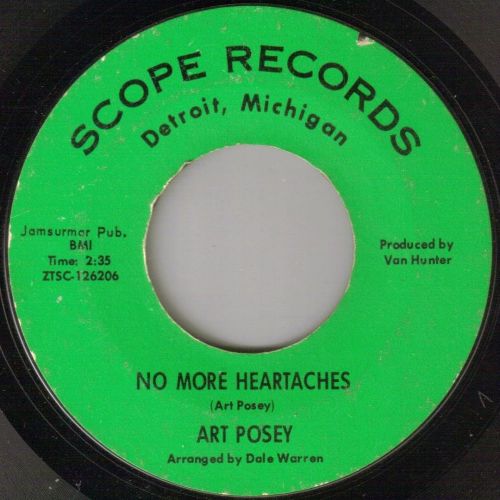 SCOPE RECORDS
Detroit, Michigan
Jamsurmar Pub.
BMI
Time: 2:35
ZTSC-126206
Produced by
Van Hunter
NO MORE HEARTACHES
(Art Posey)
ART POSEY
Arranged by Dale Warren